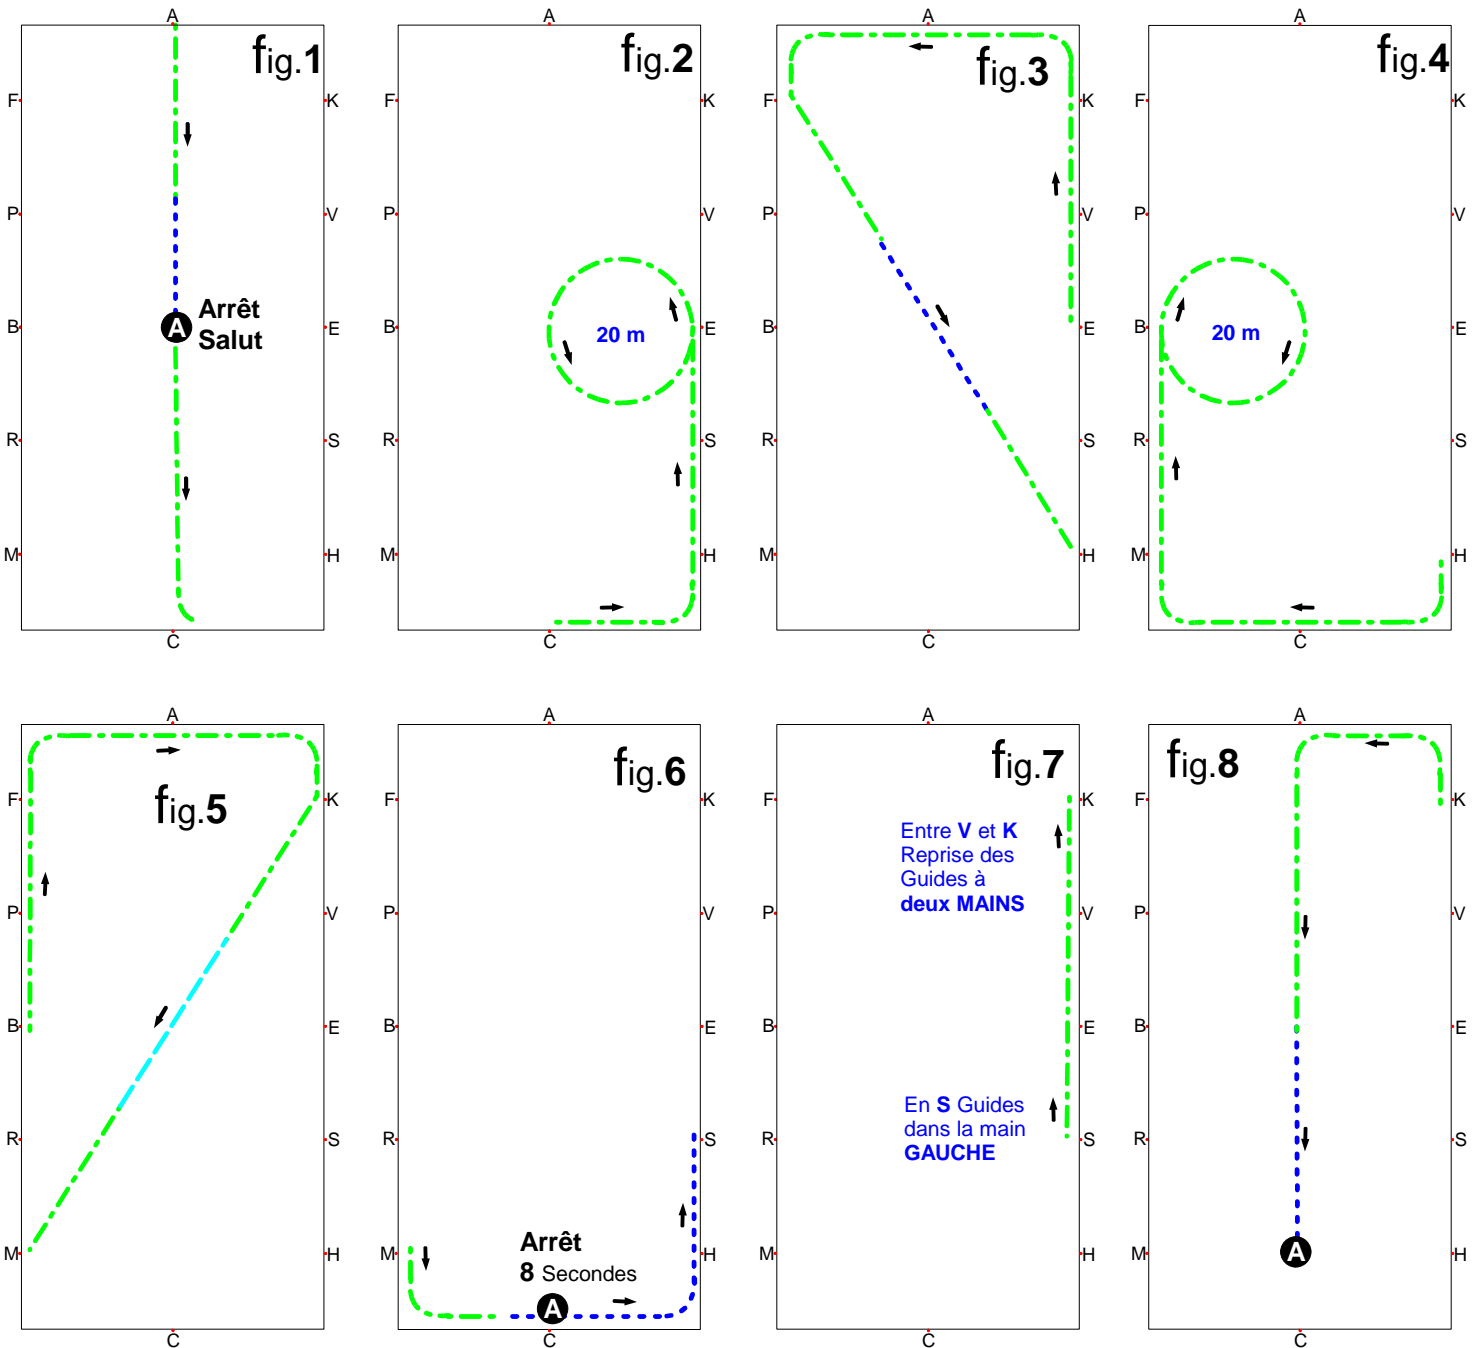 A
fig.1
F
K
P
V
Arrêt
B
A
E
Salut
R
S
M
H
C
A
fig.2
F
K
P
V
B
20 m
E
R
S
M
H
C
A
fig.3
F
K
P
V
B
E
R
S
M
H
C
A
fig.4
F
K
P
V
B
20 m
E
R
S
M
H
C
A
F
fig.5
K
P
V
B
E
R
S
M
H
C
A
fig.6
F
K
P
V
B
E
R
S
Arrêt
M
H
8 Secondes
A
C
A
fig.7
F
K
Entre V et K
Reprise des
Guides à
deux MAINS
P
V
B
E
En S Guides
dans la main
GAUCHE
R
S
M
H
C
A
fig.8
F
K
P
V
B
E
R
S
M
A
H
C